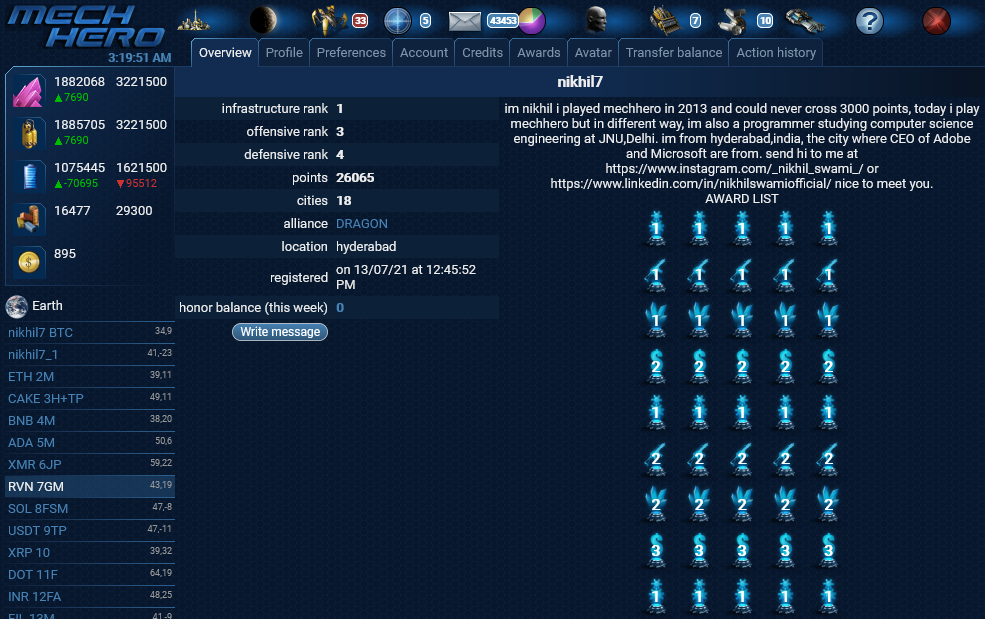 MECH HERO
33 5 43453 7 10 ?
3:19:51 AM
Overview Profile Preferences Account Credits Awards Avatar Transfer balance Action history
1882068 3221500
▲7690
1885705 3221500
▲7690
1075445 1621500
▲-70695 ▼95512
16477 29300
895
Earth
nikhil7 BTC 34,9
nikhil7_1 41,-23
ETH 2M 39,11
CAKE 3H+TP 49,11
BNB 4M 38,20
ADA 5M 50,6
XMR 6JP 59,22
RVN 7GM 43,19
SOL 8FSM 47,-8
USDT 9TP 47,-11
XRP 10 39,32
DOT 11F 64,19
INR 12FA 48,25
FIL 13M 41,-9
nikhil7
infrastructure rank 1
offensive rank 3
defensive rank 4
points 26065
cities 18
alliance DRAGON
location hyderabad
registered on 13/07/21 at 12:45:52
PM
honor balance (this week) 0
Write message
im nikhil i played mechhero in 2013 and could never cross 3000 points, today i play
mechhero but in different way, im also a programmer studying computer science
engineering at JNU,Delhi. im from hyderabad,india, the city where CEO of Adobe
and Microsoft are from. send hi to me at
https://www.instagram.com/_nikhil_swami_/ or
https://www.linkedin.com/in/nikhilswamiofficial/ nice to meet you.
AWARD LIST
1 1 1 1 1
1 1 1 1 1
1 1 1 1 1
2 2 2 2 2
1 1 1 1 1
2 2 2 2 2
2 2 2 2 2
3 3 3 3 3
1 1 1 1 1